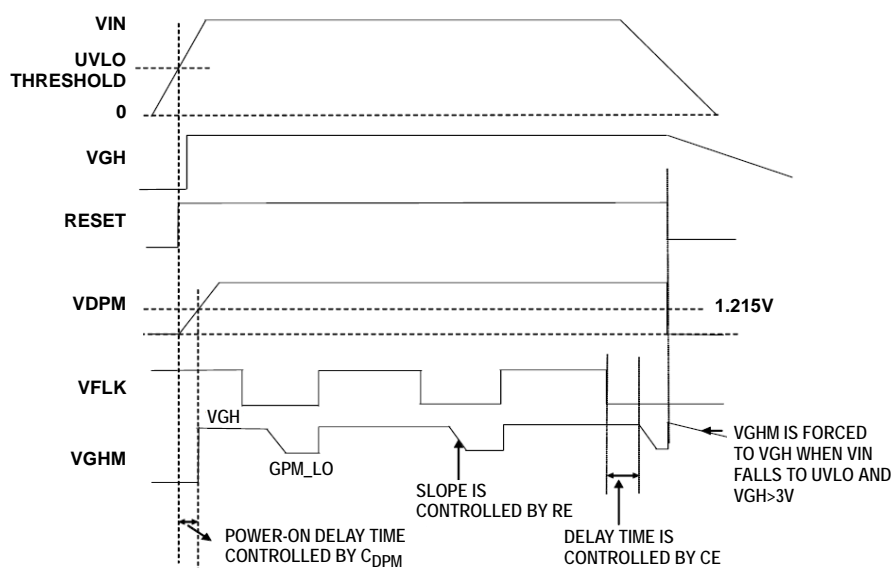 VIN
UVLO
THRESHOLD
0
VGH
RESET
VDPM
1.215V
VFLK
VGH
VGHM
GPM_LO
VGHM IS FORCED
TO VGH WHEN VIN
FALLS TO UVLO AND
VGH>3V
SLOPE IS
CONTROLLED BY RE
POWER-ON DELAY TIME
CONTROLLED BY CDPM
DELAY TIME IS
CONTROLLED BY CE